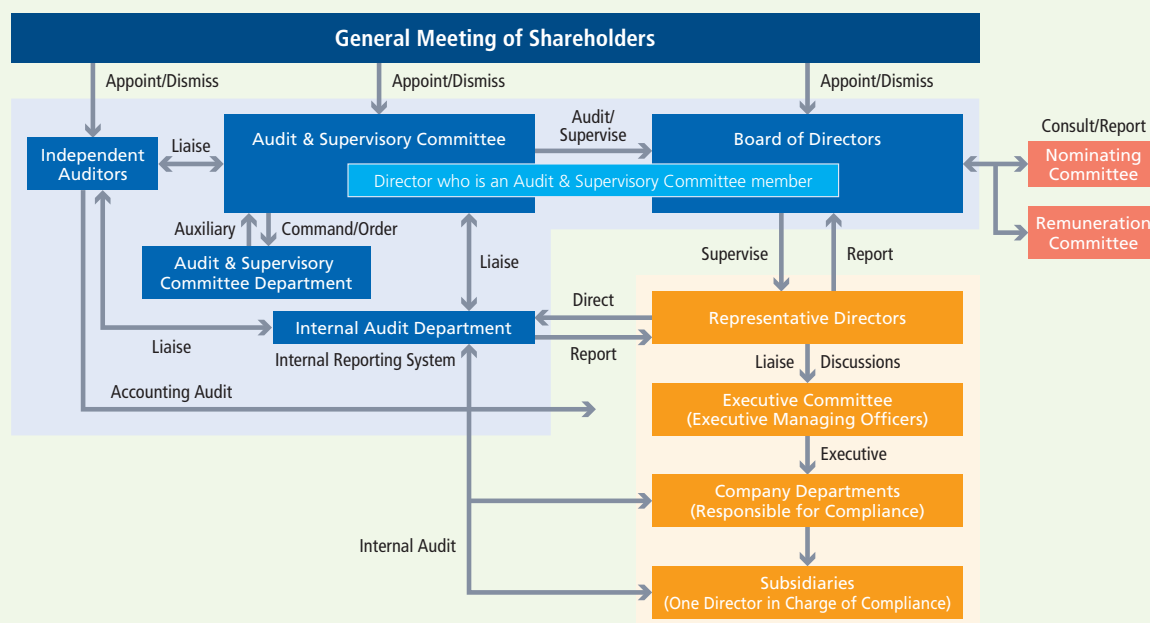 General Meeting of Shareholders
Appoint/Dismiss
Appoint/Dismiss
Appoint/Dismiss
Independent
Auditors
Liaise
Audit & Supervisory Committee
Audit/
Supervise
Board of Directors
Director who is an Audit & Supervisory Committee member
Consult/Report
Nominating
Committee
Remuneration
Committee
Auxiliary
Command/Order
Audit & Supervisory
Committee Department
Liaise
Supervise
Report
Direct
Internal Audit Department
Representative Directors
Liaise
Internal Reporting System
Report
Liaise
Discussions
Accounting Audit
Executive Committee
(Executive Managing Officers)
Executive
Company Departments
(Responsible for Compliance)
Internal Audit
Subsidiaries
(One Director in Charge of Compliance)